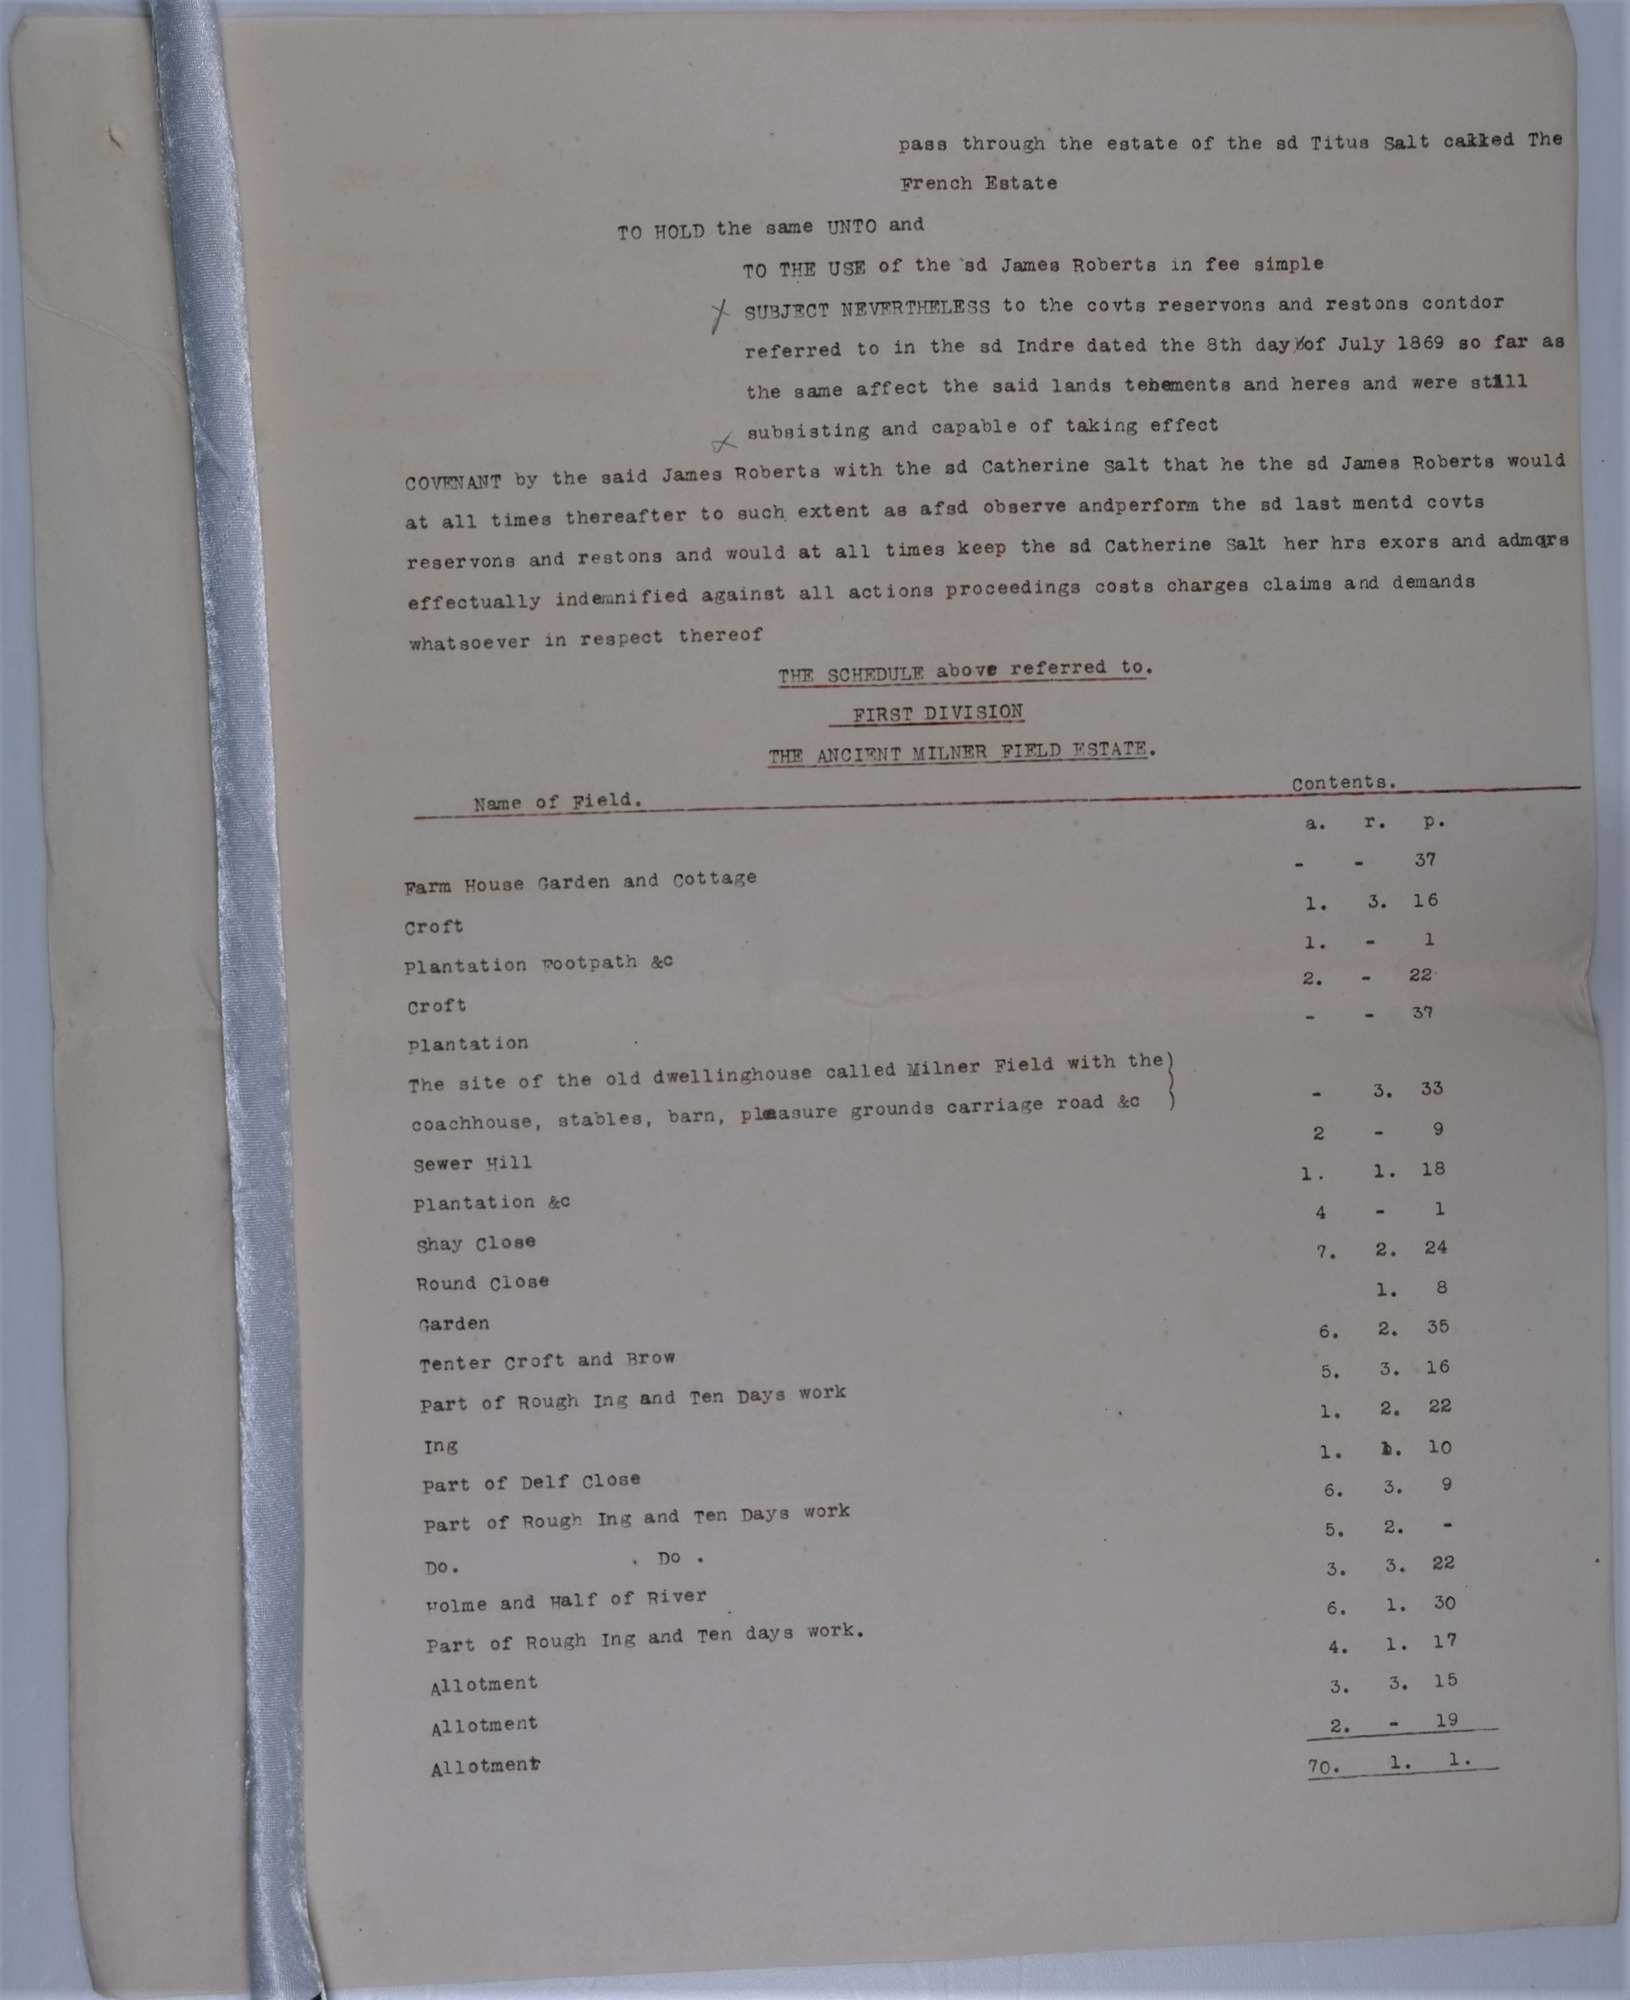 pass through the estate of the sd Titus Salt cakked The
French Estate
TO HOLD the same UNTO and
TO THE USE of the sd James Roberts in fee simple
SUBJECT NEVERTHELESS to the covts reservons and restons contdor
referred to in the sd Indre dated the 8th day of July 1869 so far as
the same affect the said lands tenements and heres and were still
subsisting and capable of taking effect
COVENANT by the said James Roberts with the sd Catherine Salt that he the sd James Roberts would
at all times thereafter to such extent as afsd observe andperform the sd last mentd covts
reservons and restons and would at all times keep the sd Catherine Salt her hrs exors and admors
effectually indemnified against all actions proceedings costs charges claims and demands
whatsoever in respect thereof
THE SCHEDULE above referred to.
FIRST DIVISION
THE ANCIENT MILNER FIELD ESTATE.
Name of Field. Contents.
a. r. p.
Farm House Garden and Cottage - - 37
Croft 1. 3. 16
Plantation Footpath &c 1. - 1
Croft 2. - 22
Plantation - - 37
The site of the old dwellinghouse called Milner Field with the)
coachhouse, stables, barn, pleasure grounds carriage road &c ) - 3. 33
Sewer Hill 2 - 9
Plantation &c 1. 1. 18
Shay Close 4 - 1
Round Close 7. 2. 24
Garden 1. 8
Tenter Croft and Brow 6. 2. 35
Part of Rough Ing and Ten Days work 5. 3. 16
Ing 1. 2. 22
Part of Delf Close 1. 1. 10
Part of Rough Ing and Ten Days work 6. 3. 9
Do. . Do . 5. 2. -
Holme and Half of River 3. 3. 22
Part of Rough Ing and Ten days work. 6. 1. 30
Allotment 4. 1. 17
Allotment 3. 3. 15
Allotment 2. - 19
70. 1. 1.